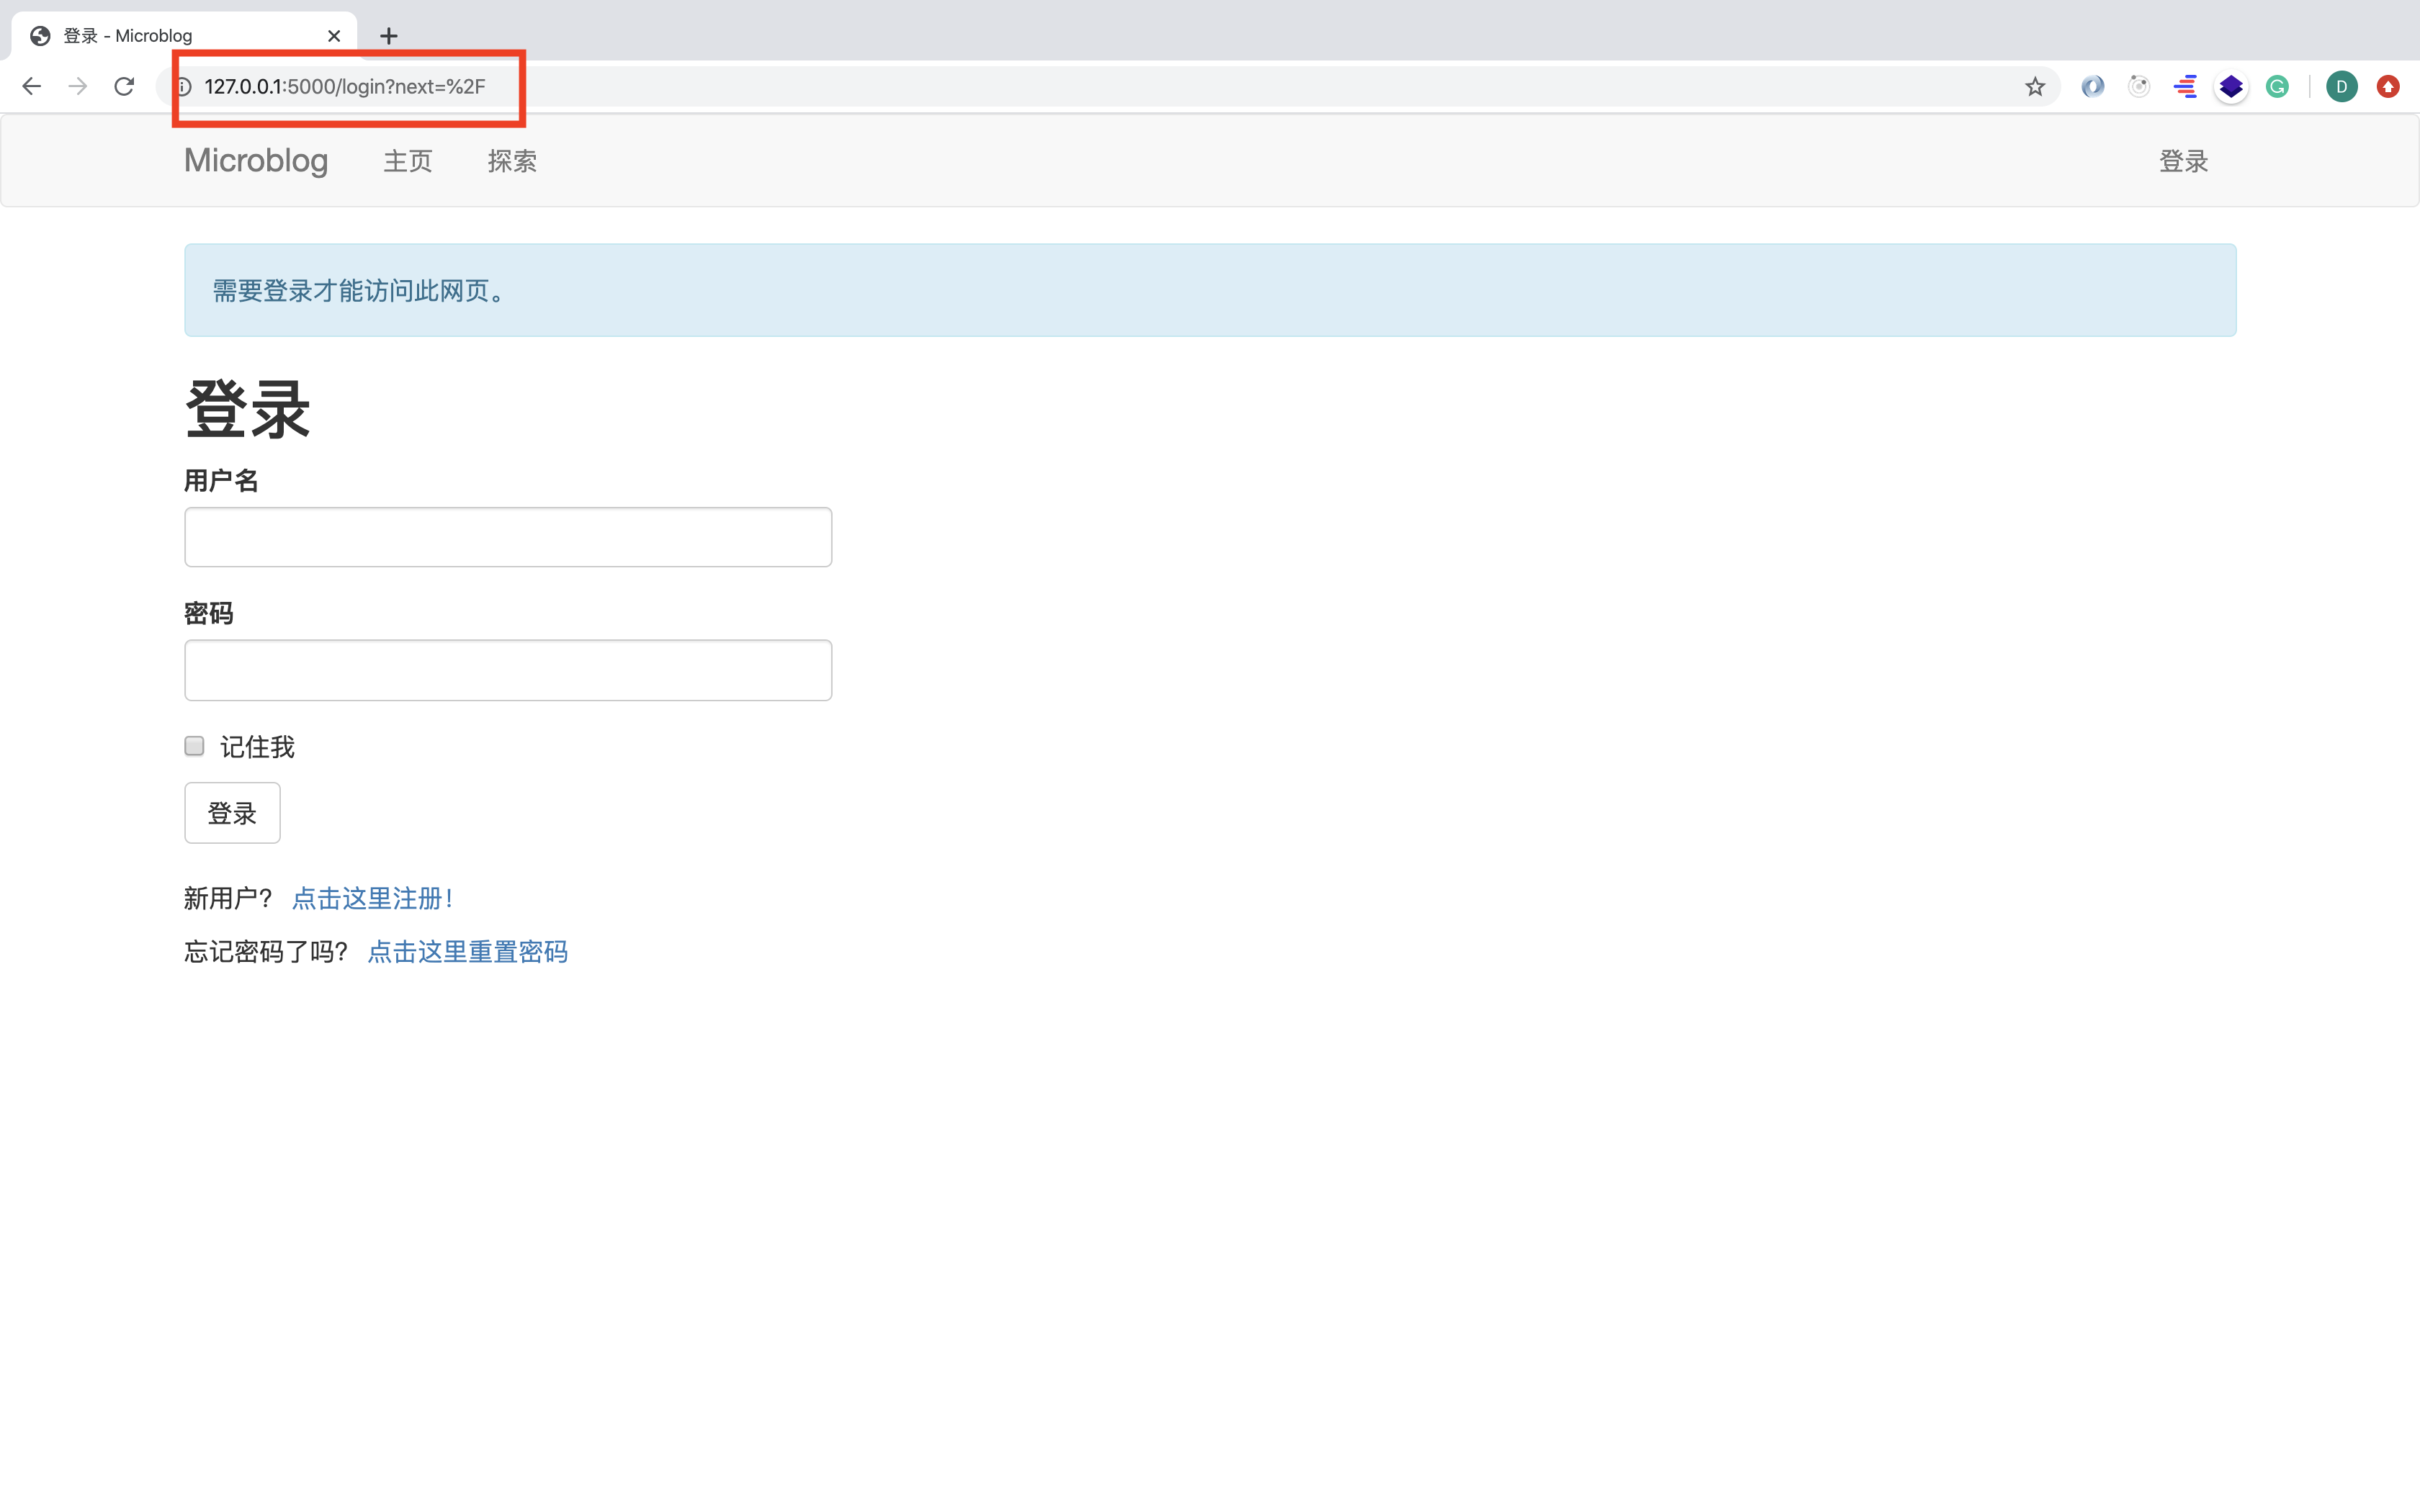 登录 - Microblog
127.0.0.1:5000/login?next=%2F
D
Microblog 主页 探索 登录
需要登录才能访问此网页。
登录
用户名
密码
记住我
登录
新用户? 点击这里注册!
忘记密码了吗? 点击这里重置密码